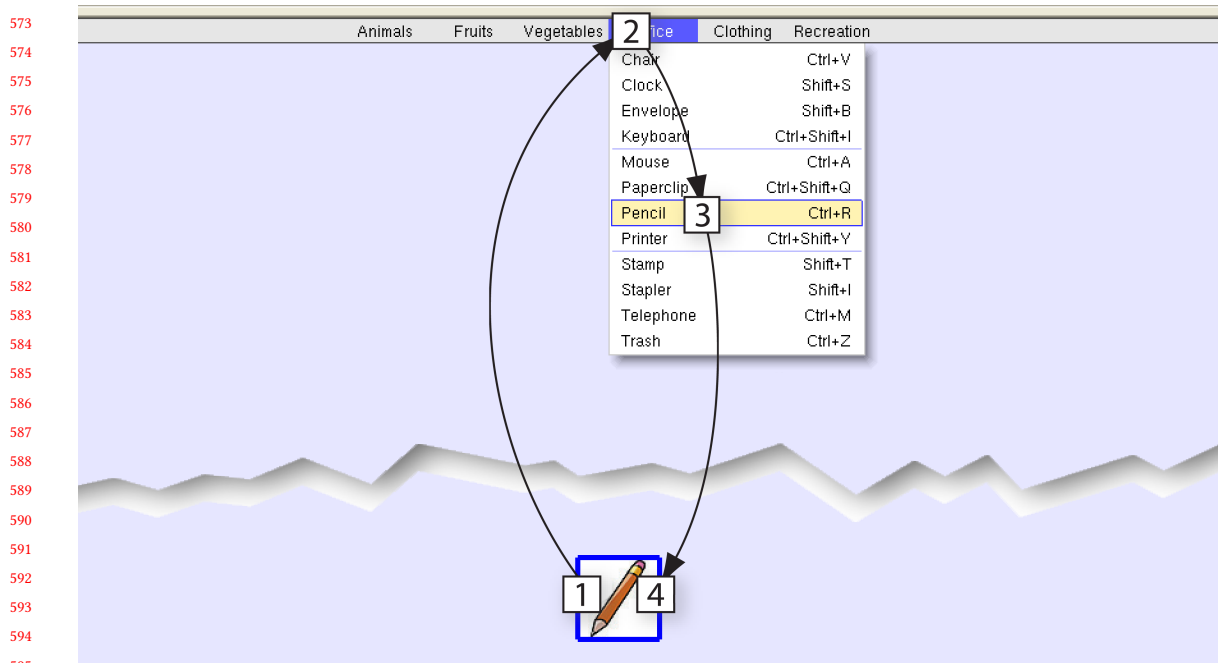 573
Animals Fruits Vegetables 2 fice Clothing Recreation
574
Chair Ctrl+V
575
Clock Shift+S
576
Envelope Shift+B
577
Keyboard Ctrl+Shift+I
578
Mouse Ctrl+A
579
Paperclip Ctrl+Shift+Q
580
Pencil 3 Ctrl+R
581
Printer Ctrl+Shift+Y
582
Stamp Shift+T
583
Stapler Shift+I
584
Telephone Ctrl+M
Trash Ctrl+Z
585
586
587
588
589
590
591
592
593
1 4
594